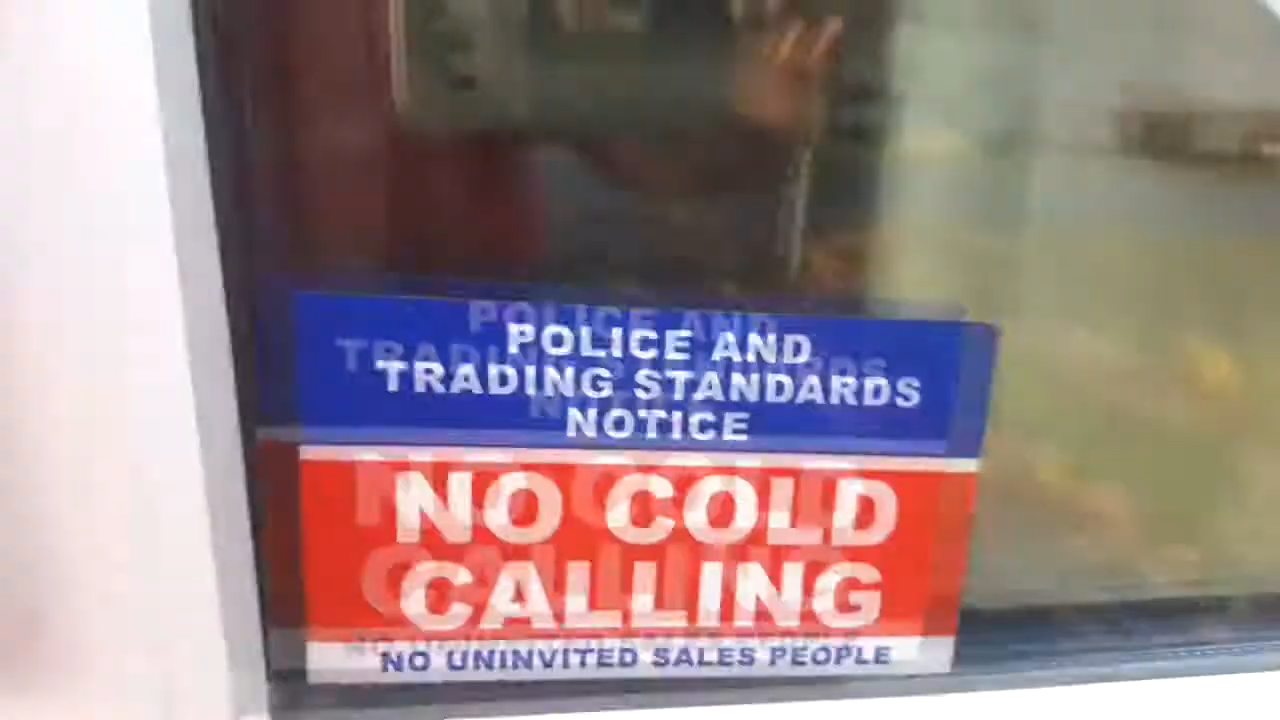 POLICE AND
TRADING STANDARDS
NOTICE
NO COLD
CALLING
NO UNINVITED SALES PEOPLE